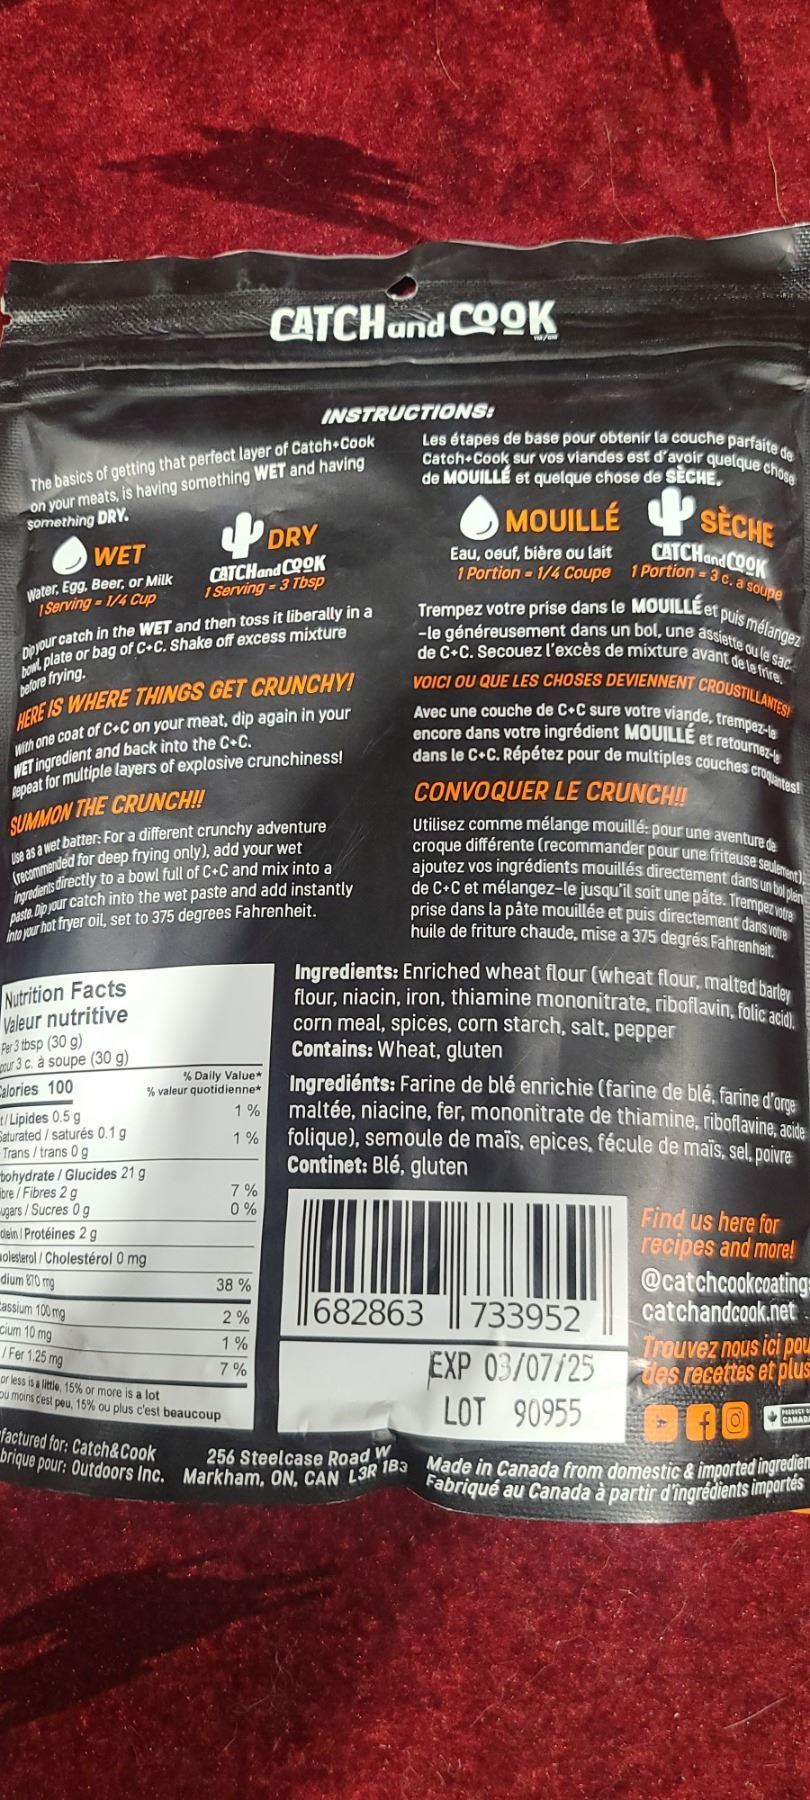 CATCH and COOK
TM/GM
INSTRUCTIONS:
The basics of getting that perfect layer of Catch+Cook
on your meats, is having something WET and having
something DRY.
WET
Water, Egg, Beer, or Milk
1 Serving = 1/4 Cup
DRY
CATCH and COOK
1 Serving = 3 Tbsp
Dip your catch in the WET and then toss it liberally in a
bowl, plate or bag of C+C. Shake off excess mixture
before frying.
HERE IS WHERE THINGS GET CRUNCHY!
With one coat of C+C on your meat, dip again in your
WET ingredient and back into the C+C.
Repeat for multiple layers of explosive crunchiness!
SUMMON THE CRUNCH!!
Use as a wet batter: For a different crunchy adventure
(recommended for deep frying only), add your wet
ingredients directly to a bowl full of C+C and mix into a
paste. Dip your catch into the wet paste and add instantly
into your hot fryer oil, set to 375 degrees Fahrenheit.
Les étapes de base pour obtenir la couche parfaite de
Catch+Cook sur vos viandes est d'avoir quelque chose
de MOUILLÉ et quelque chose de SÈCHE.
MOUILLÉ
Eau, oeuf, bière ou lait
1 Portion = 1/4 Coupe
SÈCHE
CATCH and COOK
1 Portion = 3 c. a soupe
Trempez votre prise dans le MOUILLÉ et puis mélangez
-le généreusement dans un bol, une assiette ou le sac
de C+C. Secouez l'excès de mixture avant de le frire.
VOICI OU QUE LES CHOSES DEVIENNENT CROUSTILLANTES!
Avec une couche de C+C sure votre viande, trempez-le
encore dans votre ingrédient MOUILLÉ et retournez-le
dans le C+C. Répétez pour de multiples couches croquantes!
CONVOQUER LE CRUNCH!!
Utilisez comme mélange mouillé: pour une aventure de
croque différente (recommander pour une friteuse seulement),
ajoutez vos ingrédients mouillés directement dans un bol plein
de C+C et mélangez-le jusqu'il soit une pâte. Trempez votre
prise dans la pâte mouillée et puis directement dans votre
huile de friture chaude, mise a 375 degrés Fahrenheit.
Nutrition Facts
Valeur nutritive
Per 3 tbsp (30 g)
pour 3 c. à soupe (30 g)
Calories 100
% Daily Value*
% valeur quotidienne*
/ Lipides 0.5 g 1 %
Saturated / saturés 0.1 g
Trans / trans 0 g 1 %
bohydrate / Glucides 21 g
ibre / Fibres 2 g 7 %
ugars / Sucres 0 g 0 %
otein / Protéines 2 g
olesterol / Cholestérol 0 mg
dium 870 mg 38 %
assium 100 mg 2 %
cium 10 mg 1 %
/ Fer 1.25 mg 7 %
or less is a little, 15% or more is a lot
ou moins c'est peu, 15% ou plus c'est beaucoup
Ingredients: Enriched wheat flour (wheat flour, malted barley
flour, niacin, iron, thiamine mononitrate, riboflavin, folic acid),
corn meal, spices, corn starch, salt, pepper
Contains: Wheat, gluten
Ingrediénts: Farine de blé enrichie (farine de blé, farine d'orge
maltée, niacine, fer, mononitrate de thiamine, riboflavine, acide
folique), semoule de maïs, epices, fécule de maïs, sel, poivre
Continet: Blé, gluten
682863 733952
EXP 03/07/25
LOT 90955
Find us here for
recipes and more!
@catchcookcoatings
catchandcook.net
Trouvez nous ici pou
des recettes et plus
PRODUCT OF
CANADA
factured for: Catch&Cook
brique pour: Outdoors Inc.
256 Steelcase Road W
Markham, ON, CAN L3R 1B3
Made in Canada from domestic & imported ingredien
Fabriqué au Canada à partir d'ingrédients importés